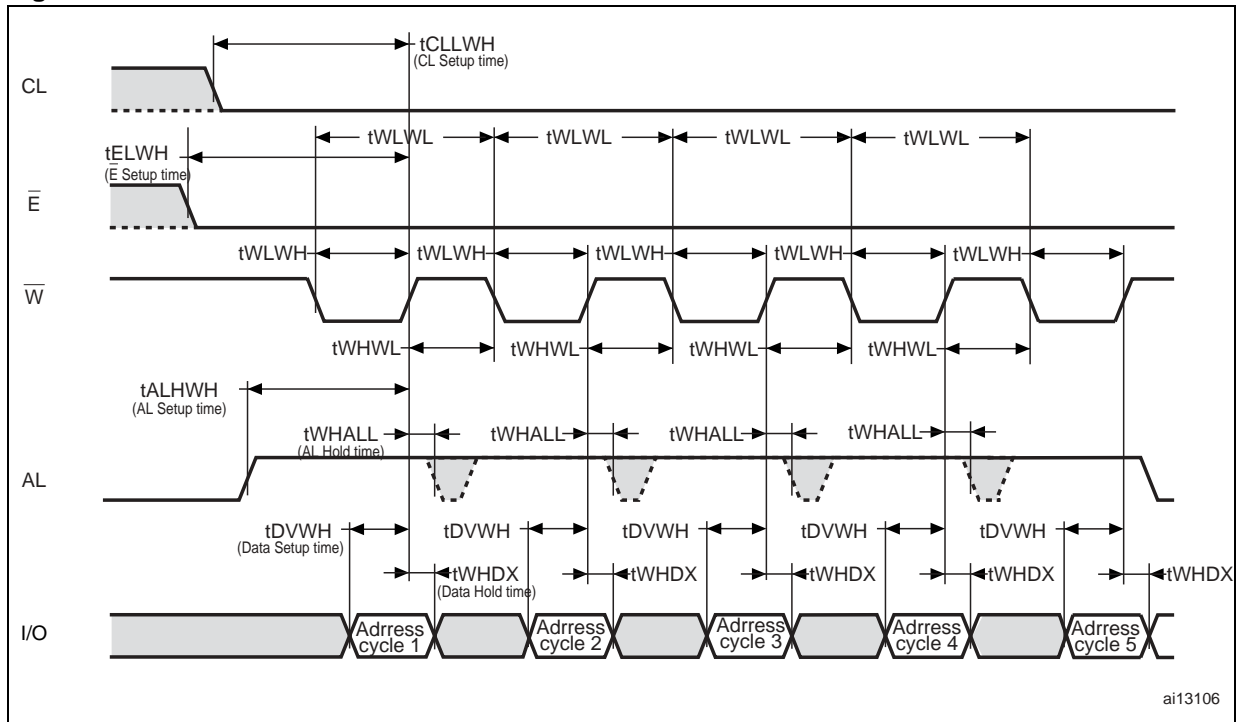 tCLLWH
(CL Setup time)
CL
tWLWL tWLWL tWLWL tWLWL
tELWH
(E Setup time)
E
tWLWH tWLWH tWLWH tWLWH tWLWH
W
tWHWL tWHWL tWHWL tWHWL
tALHWH
(AL Setup time)
tWHALL tWHALL tWHALL tWHALL
(AL Hold time)
AL
tDVWH tDVWH tDVWH tDVWH tDVWH
(Data Setup time)
tWHDX tWHDX tWHDX tWHDX tWHDX
(Data Hold time)
I/O
Adrress Adrress Adrress Adrress Adrress
cycle 1 cycle 2 cycle 3 cycle 4 cycle 5
ai13106